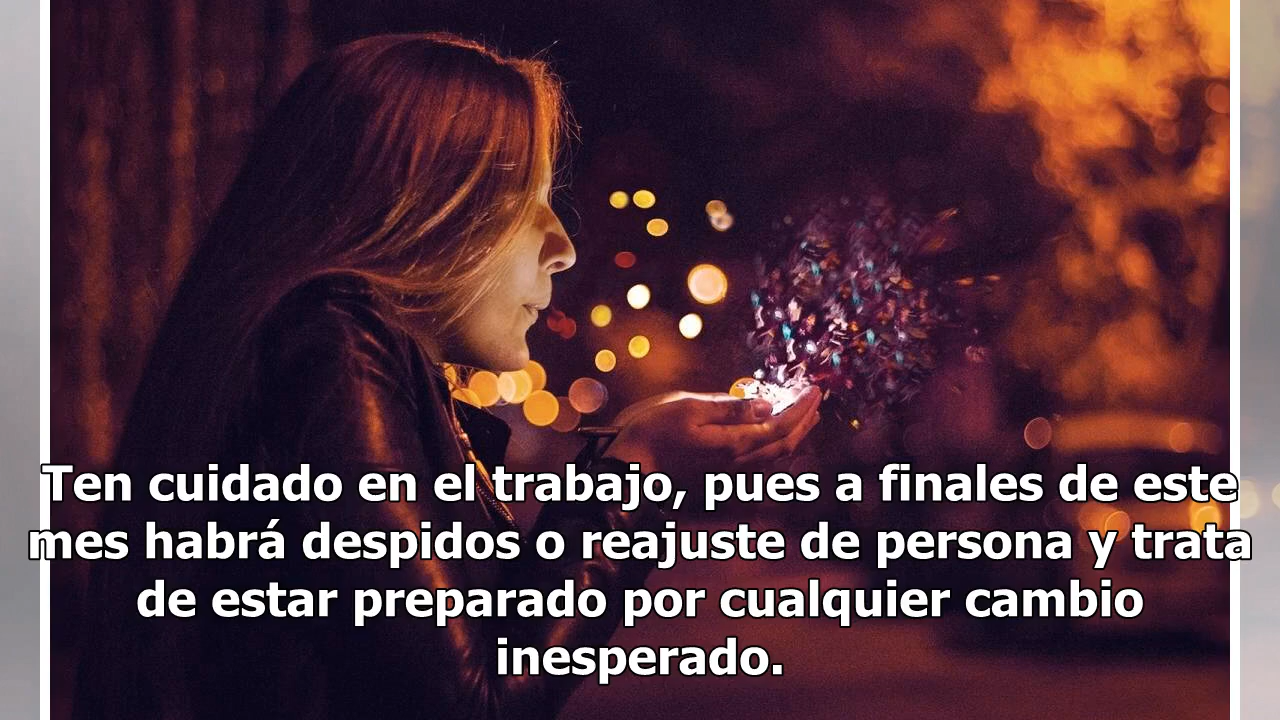 Ten cuidado en el trabajo, pues a finales de este
mes habrá despidos o reajuste de persona y trata
de estar preparado por cualquier cambio
inesperado.